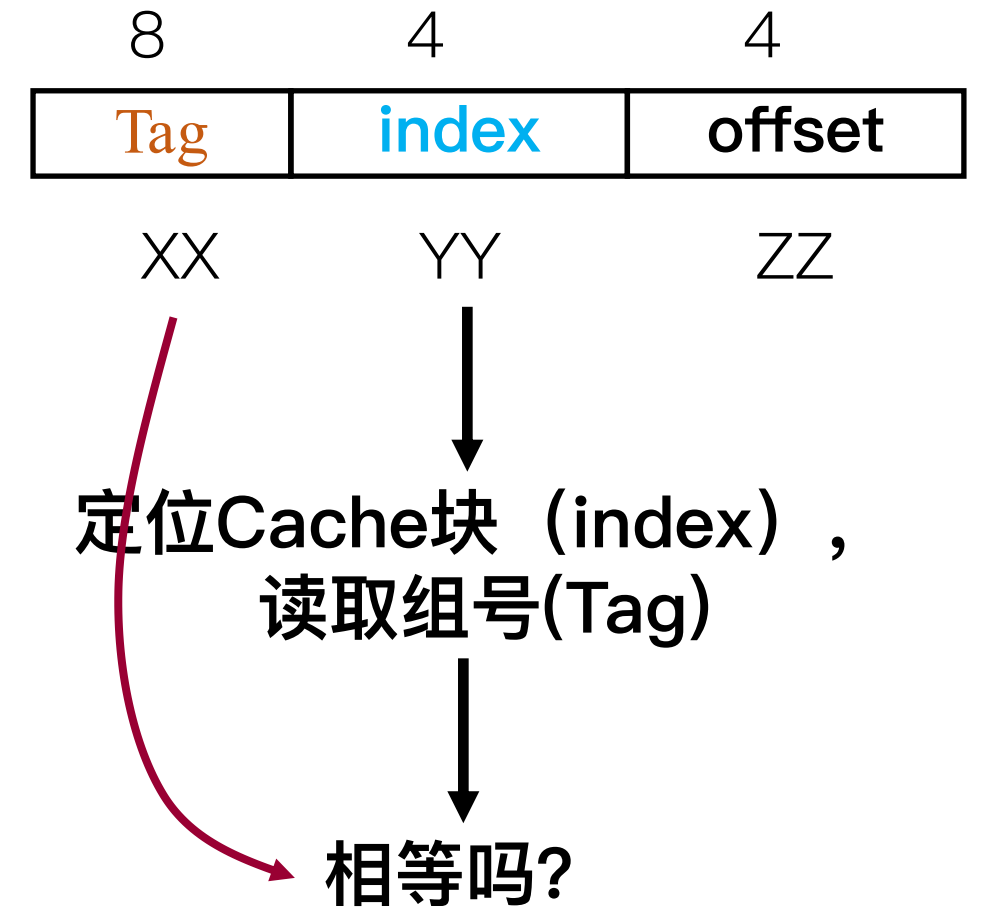 8 4 4
Tag index offset
XX YY ZZ
定位Cache块（index），
读取组号(Tag)
相等吗?